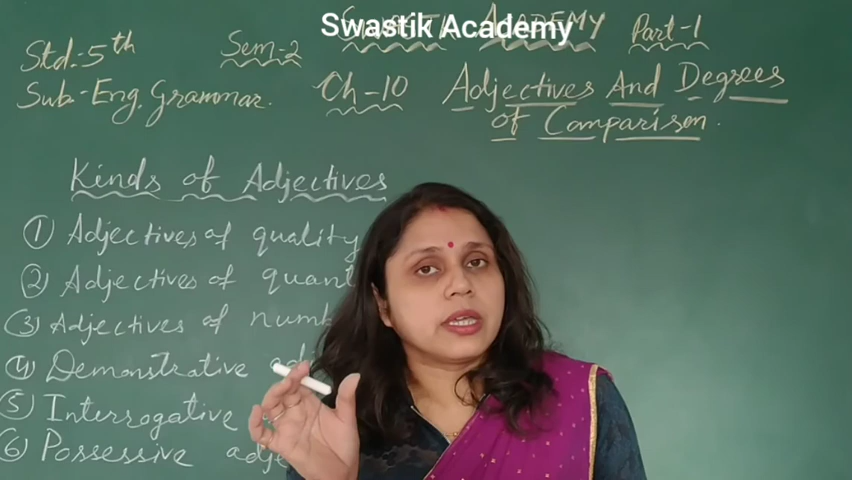 Swastik Academy
Std:- 5th Sem-2 ACADEMY Part-1
Sub:- Eng. Grammar. Ch-10 Adjectives And Degrees
of Comparison.
Kinds of Adjectives
① Adjectives of quality
② Adjectives of quant
③ Adjectives of numb
④ Demonstrative adj
⑤ Interrogative
⑥ Possessive adje